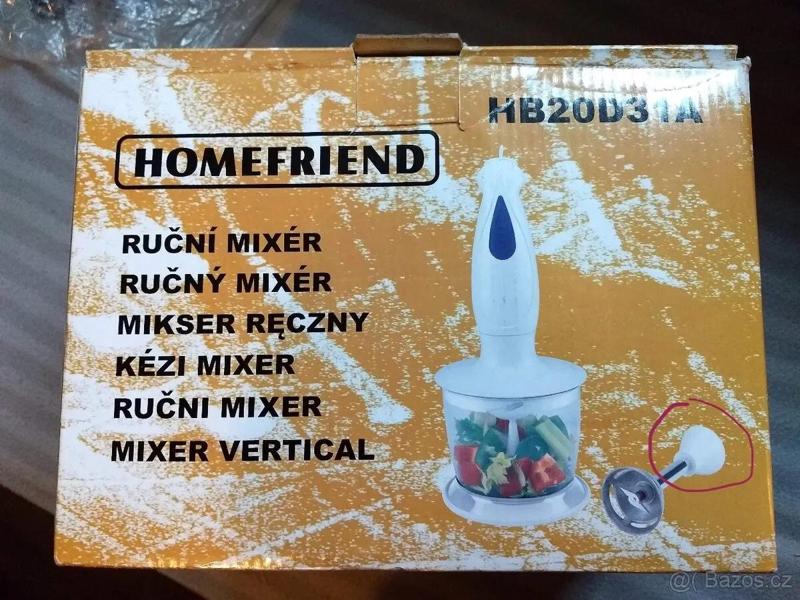 HB20D31A
HOMEFRIEND
RUČNÍ MIXÉR
RUČNÝ MIXÉR
MIKSER RĘCZNY
KÉZI MIXER
RUČNI MIXER
MIXER VERTICAL
@( Bazos.cz